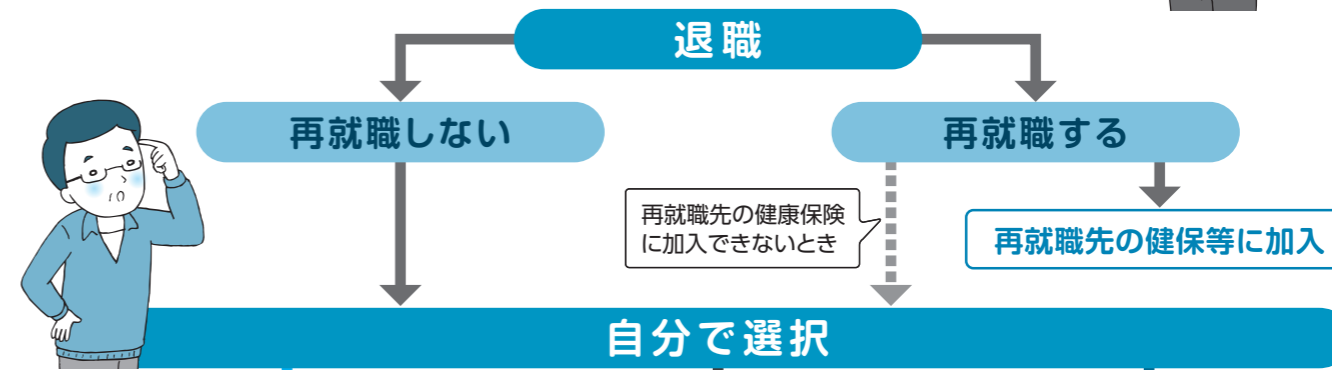 退職
再就職しない
再就職する
再就職先の健康保険
に加入できないとき
再就職先の健保等に加入
自分で選択